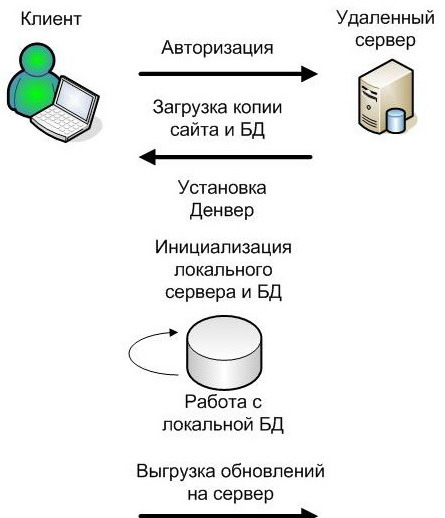 Клиент
Удаленный
сервер
Авторизация
Загрузка копии
сайта и БД
Установка
Денвер
Инициализация
локального
сервера и БД
Работа с
локальной БД
Выгрузка обновлений
на сервер